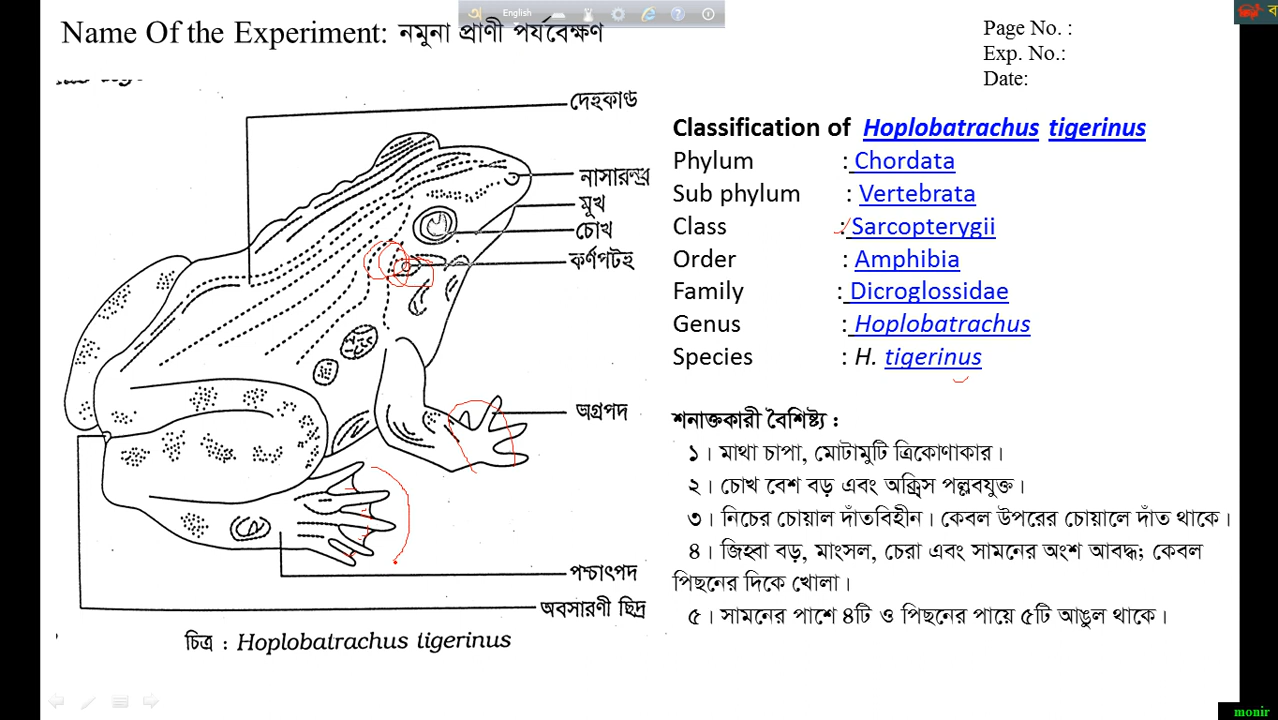 English
Name Of the Experiment: নমুনা প্রাণী পর্যবেক্ষণ
Page No. :
Exp. No.:
Date:
দেহকাণ্ড
নাসারন্ধ্র
মুখ
চোখ
কর্ণপটহ
অগ্রপদ
পশ্চাৎপদ
অবসারণী ছিদ্র
চিত্র : Hoplobatrachus tigerinus
Classification of Hoplobatrachus tigerinus
Phylum : Chordata
Sub phylum : Vertebrata
Class : Sarcopterygii
Order : Amphibia
Family : Dicroglossidae
Genus : Hoplobatrachus
Species : H. tigerinus
শনাক্তকারী বৈশিষ্ট্য :
১। মাথা চাপা, মোটামুটি ত্রিকোণাকার।
২। চোখ বেশ বড় এবং অক্ষিস পল্লবযুক্ত।
৩। নিচের চোয়াল দাঁতবিহীন। কেবল উপরের চোয়ালে দাঁত থাকে।
৪। জিহ্বা বড়, মাংসল, চেরা এবং সামনের অংশ আবদ্ধ; কেবল
পিছনের দিকে খোলা।
৫। সামনের পাশে ৪টি ও পিছনের পায়ে ৫টি আঙুল থাকে।
monir